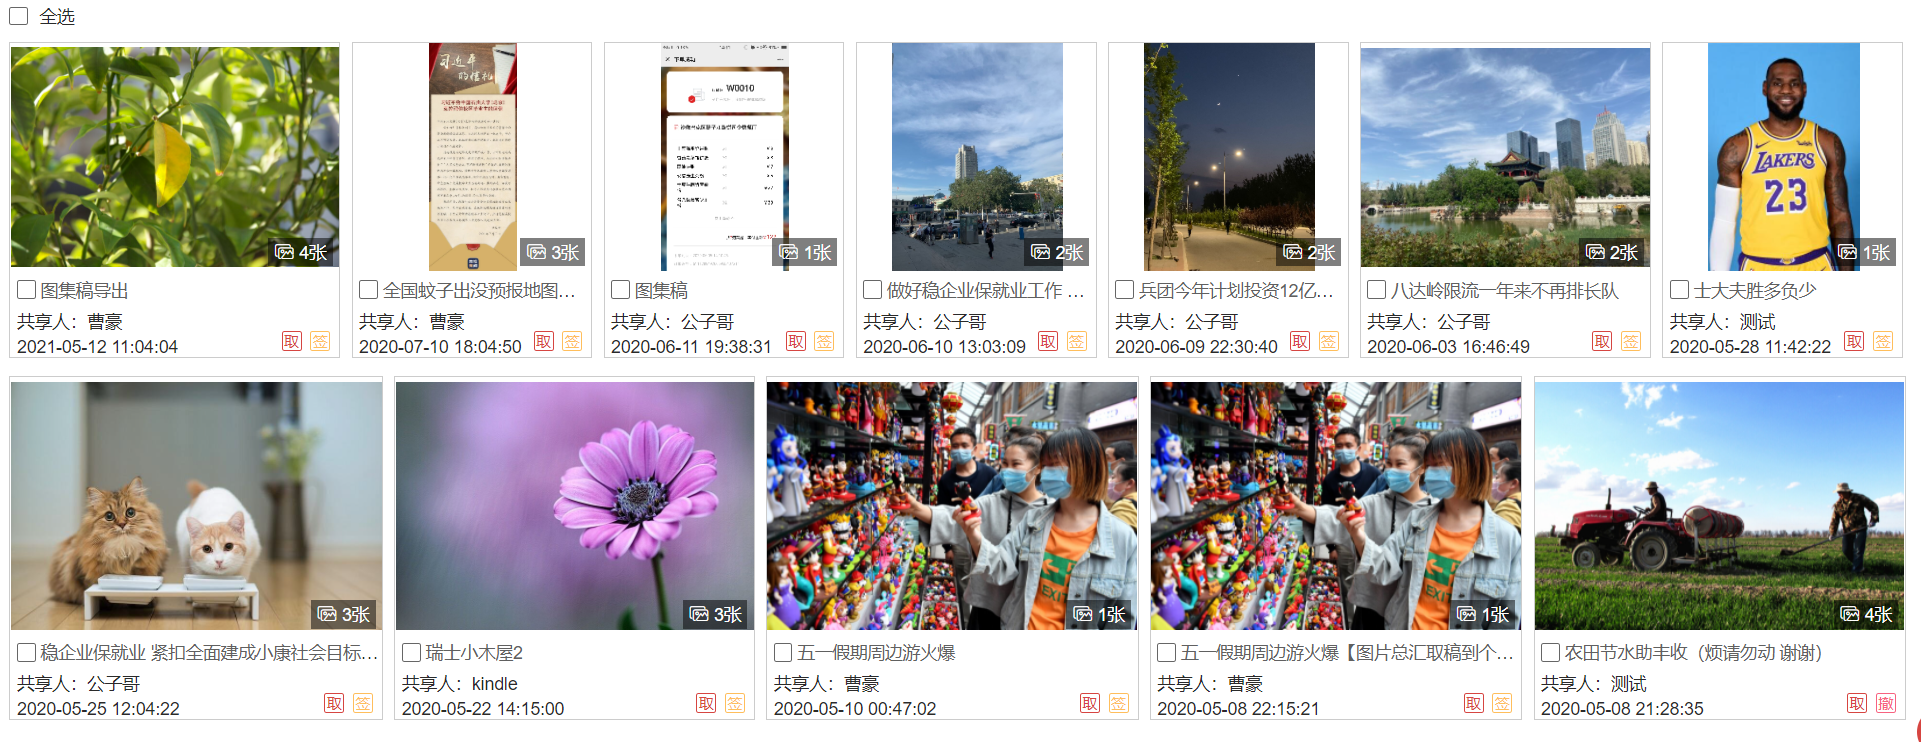 全选
习近平
的情礼
W0010
LAKERS
23
4张
3张
1张
2张
2张
2张
1张
图集稿导出
共享人：曹豪
2021-05-12 11:04:04
取 签
全国蚊子出没预报地图…
共享人：曹豪
2020-07-10 18:04:50
取 签
图集稿
共享人：公子哥
2020-06-11 19:38:31
取 签
做好稳企业保就业工作 …
共享人：公子哥
2020-06-10 13:03:09
取 签
兵团今年计划投资12亿…
共享人：公子哥
2020-06-09 22:30:40
取 签
八达岭限流一年来不再排长队
共享人：公子哥
2020-06-03 16:46:49
取 签
士大夫胜多负少
共享人：测试
2020-05-28 11:42:22
取 签
3张
3张
1张
1张
4张
稳企业保就业 紧扣全面建成小康社会目标…
共享人：公子哥
2020-05-25 12:04:22
取 签
瑞士小木屋2
共享人：kindle
2020-05-22 14:15:00
取 签
五一假期周边游火爆
共享人：曹豪
2020-05-10 00:47:02
取 签
五一假期周边游火爆【图片总汇取稿到个…
共享人：曹豪
2020-05-08 22:15:21
取 签
农田节水助丰收（烦请勿动 谢谢）
共享人：测试
2020-05-08 21:28:35
取 撤